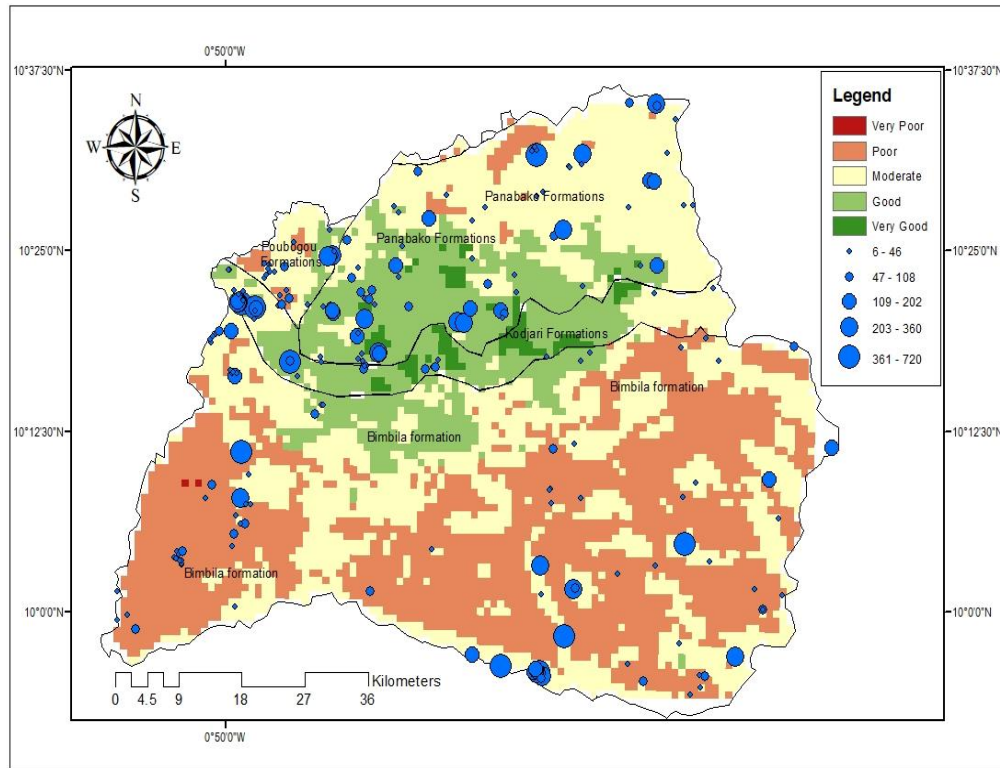 0°50'0"W
10°37'30"N
10°37'30"N
Legend
Very Poor
Poor
Moderate
Good
Very Good
6 - 46
47 - 108
109 - 202
203 - 360
361 - 720
N
W
E
S
Panabako Formations
Panabako Formations
Poubogou
Formations
10°25'0"N
10°25'0"N
Kodjari Formations
Bimbila formation
Bimbila formation
10°12'30"N
10°12'30"N
Bimbila formation
10°0'0"N
10°0'0"N
Kilometers
0 4.5 9 18 27 36
0°50'0"W